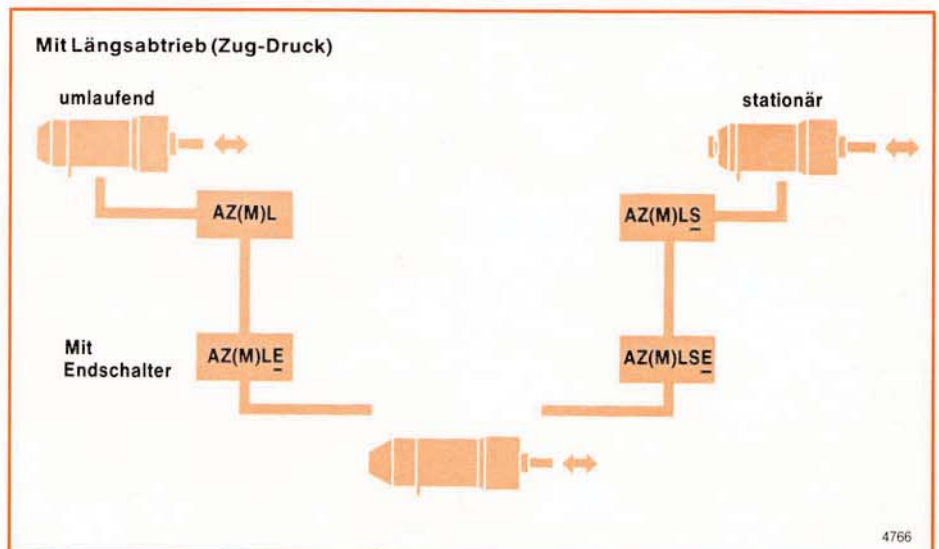 Mit Längsabtrieb (Zug-Druck)
umlaufend
stationär
AZ(M)L
AZ(M)LS
Mit
Endschalter
AZ(M)LE
AZ(M)LSE
4766